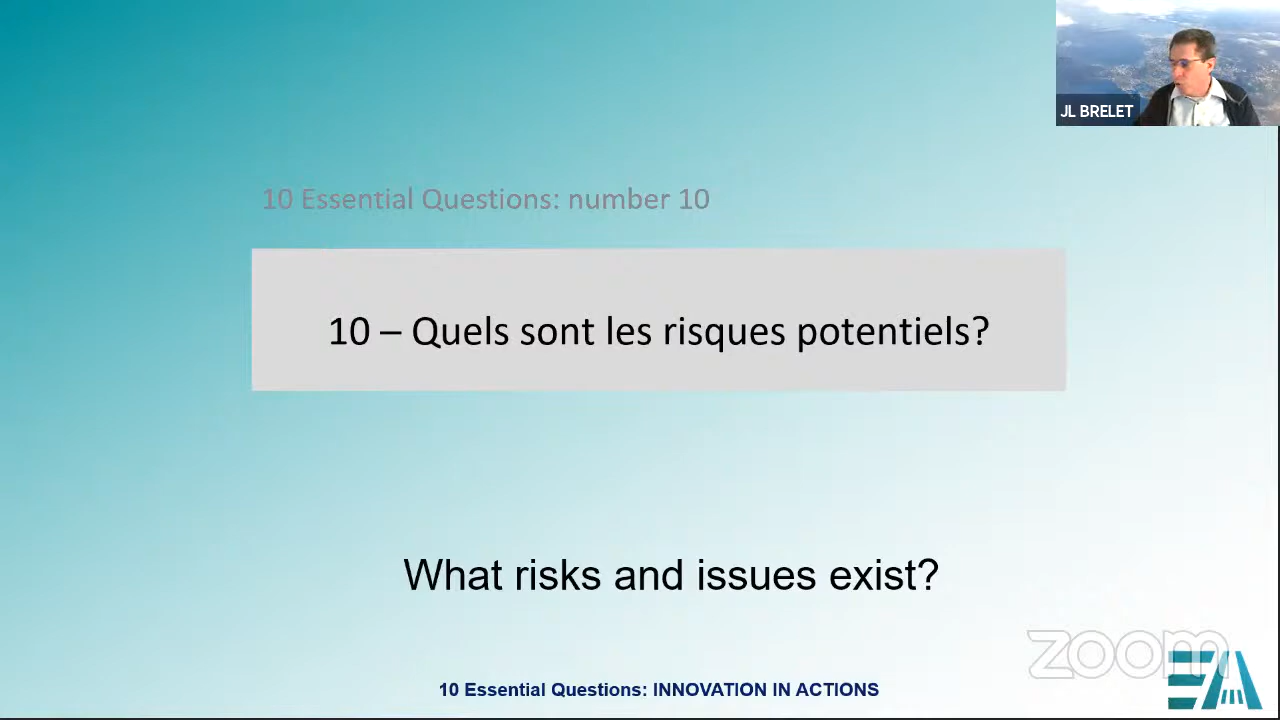 JL BRELET
10 Essential Questions: number 10
10 – Quels sont les risques potentiels?
What risks and issues exist?
zoom
EA
10 Essential Questions: INNOVATION IN ACTIONS